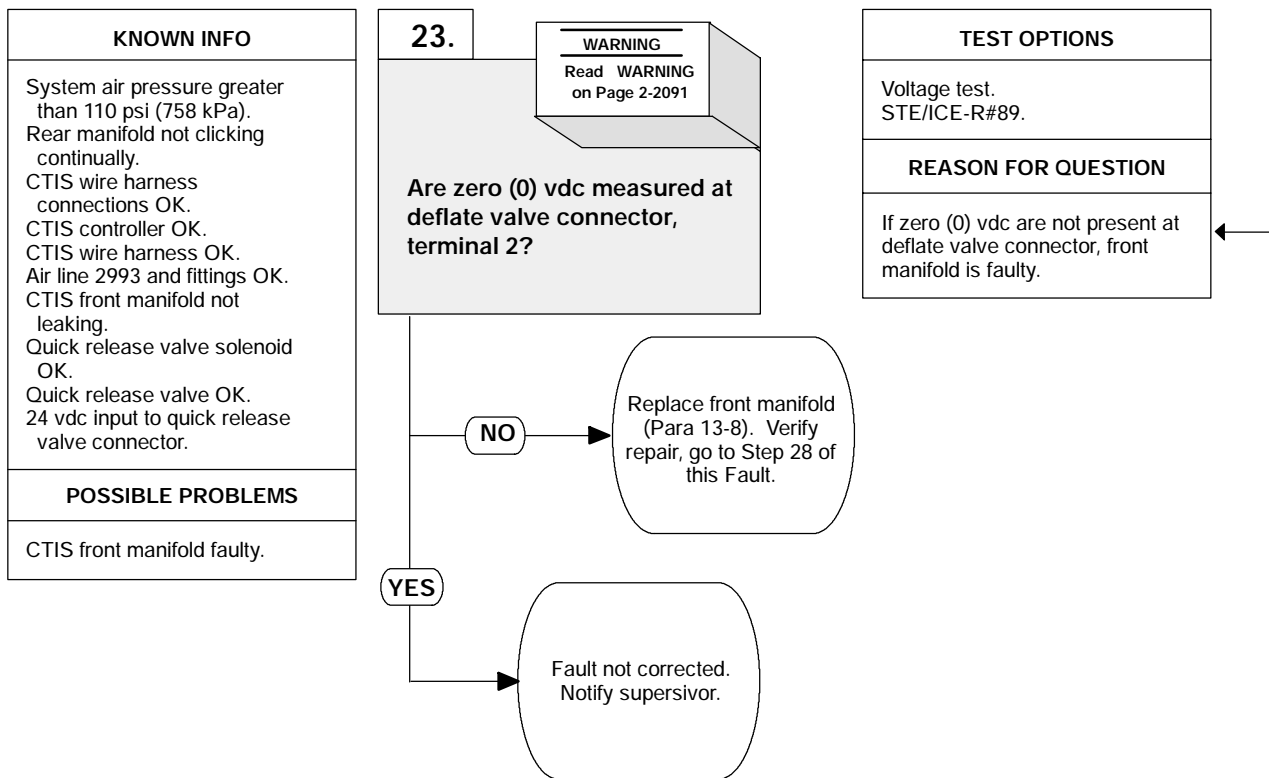 KNOWN INFO
System air pressure greater
than 110 psi (758 kPa).
Rear manifold not clicking
continually.
CTIS wire harness
connections OK.
CTIS controller OK.
CTIS wire harness OK.
Air line 2993 and fittings OK.
CTIS front manifold not
leaking.
Quick release valve solenoid
OK.
Quick release valve OK.
24 vdc input to quick release
valve connector.
POSSIBLE PROBLEMS
CTIS front manifold faulty.
23.
WARNING
Read WARNING
on Page 2-2091
Are zero (0) vdc measured at
deflate valve connector,
terminal 2?
NO
Replace front manifold
(Para 13-8). Verify
repair, go to Step 28 of
this Fault.
YES
Fault not corrected.
Notify supersivor.
TEST OPTIONS
Voltage test.
STE/ICE-R#89.
REASON FOR QUESTION
If zero (0) vdc are not present at
deflate valve connector, front
manifold is faulty.